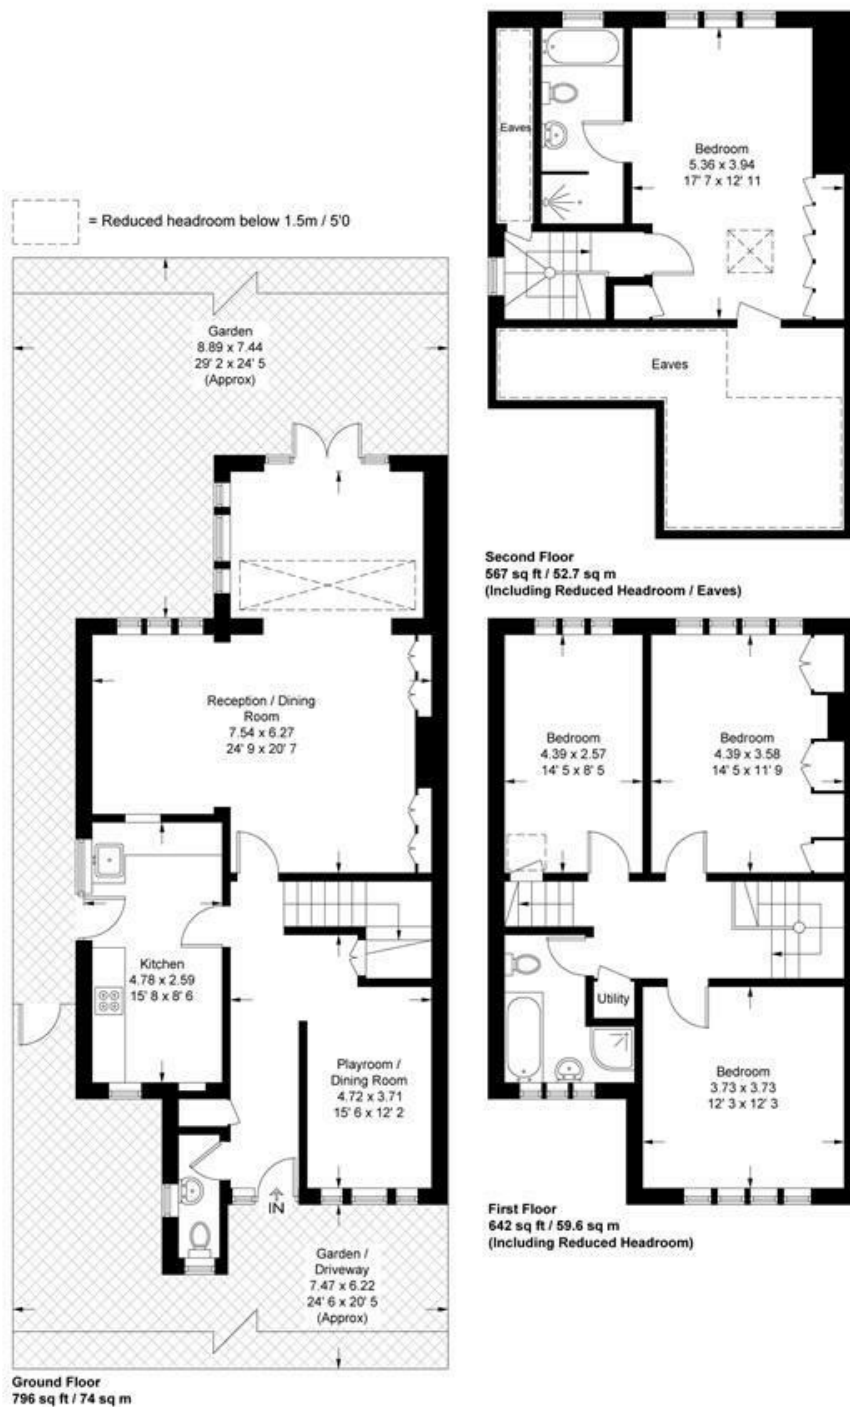 = Reduced headroom below 1.5m / 5'0
Garden
8.89 x 7.44
29' 2 x 24' 5
(Approx)
Reception / Dining
Room
7.54 x 6.27
24' 9 x 20' 7
Kitchen
4.78 x 2.59
15' 8 x 8' 6
Playroom /
Dining Room
4.72 x 3.71
15' 6 x 12' 2
IN
Garden /
Driveway
7.47 x 6.22
24' 6 x 20' 5
(Approx)
Ground Floor
796 sq ft / 74 sq m
Eaves
Bedroom
5.36 x 3.94
17' 7 x 12' 11
Eaves
Second Floor
567 sq ft / 52.7 sq m
(Including Reduced Headroom / Eaves)
Bedroom
4.39 x 2.57
14' 5 x 8' 5
Bedroom
4.39 x 3.58
14' 5 x 11' 9
Utility
Bedroom
3.73 x 3.73
12' 3 x 12' 3
First Floor
642 sq ft / 59.6 sq m
(Including Reduced Headroom)